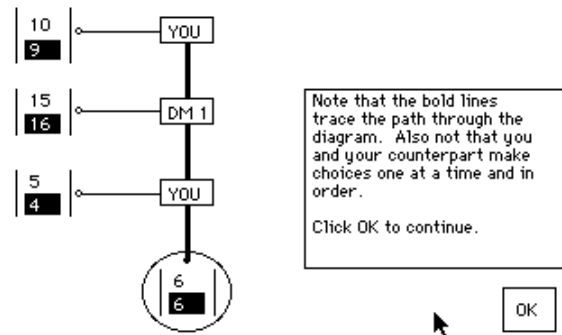 10
9
YOU
15
16
DM 1
5
4
YOU
6
6
Note that the bold lines
trace the path through the
diagram. Also not that you
and your counterpart make
choices one at a time and in
order.
Click OK to continue.
OK